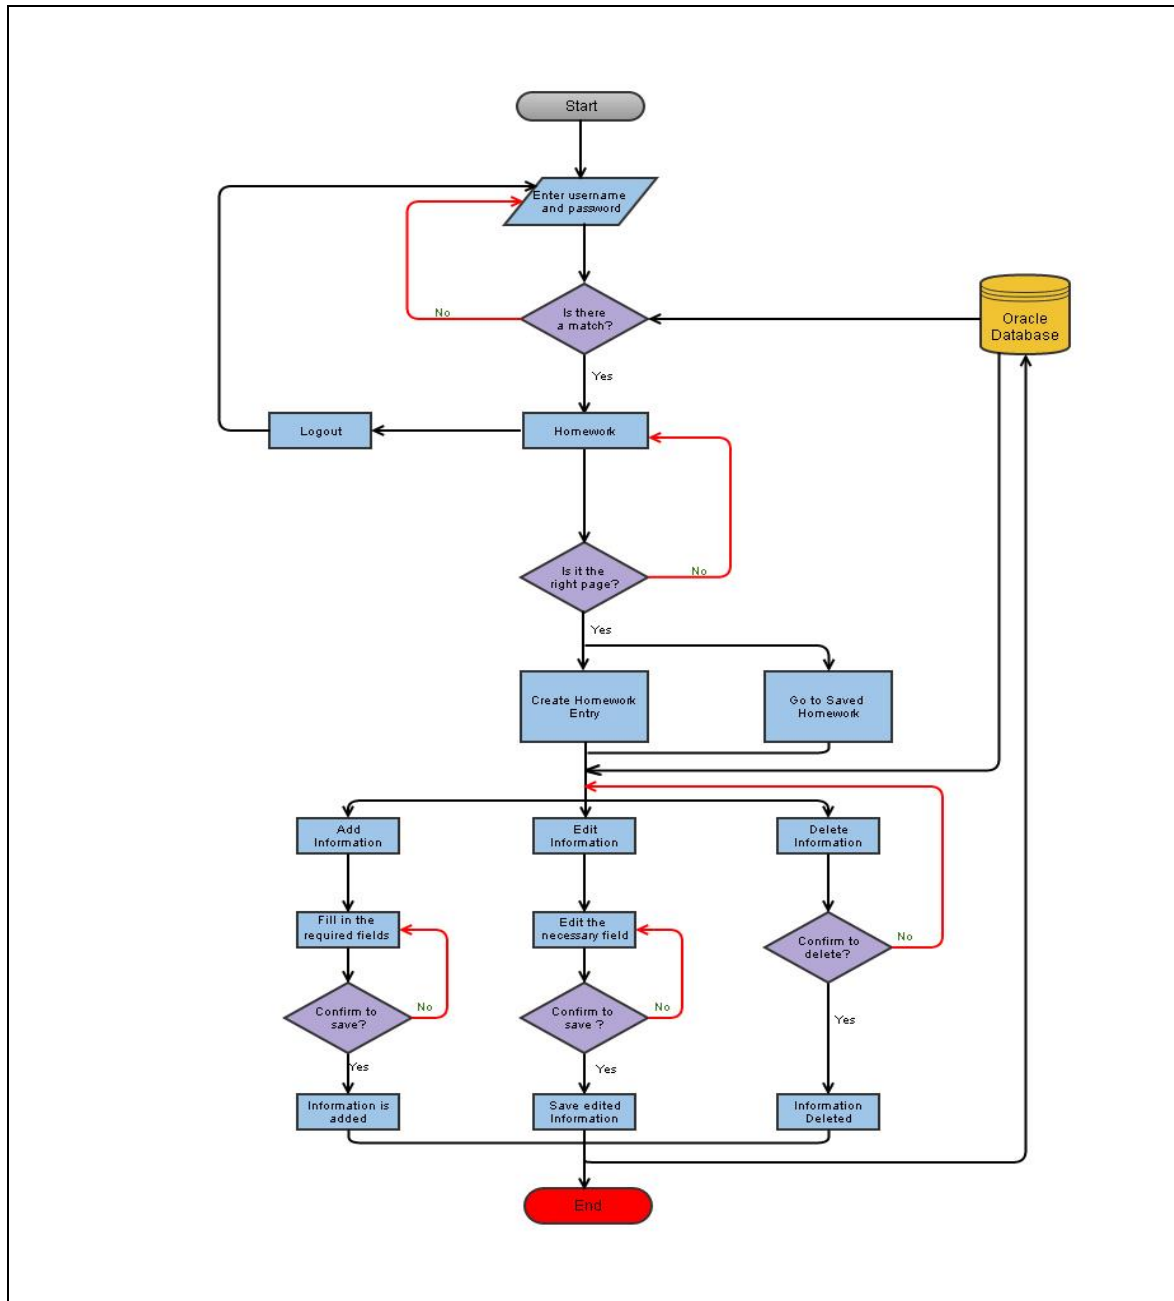 Start
Enter username
and password
Is there
a match?
No
Oracle
Database
Yes
Logout
Homework
Is it the
right page?
No
Yes
Create Homework
Entry
Go to Saved
Homework
Add
Information
Edit
Information
Delete
Information
Fill in the
required fields
Edit the
necessary field
Confirm to
delete?
No
Confirm to
save?
No
Confirm to
save ?
No
Yes
Yes
Yes
Information is
added
Save edited
Information
Information
Deleted
End